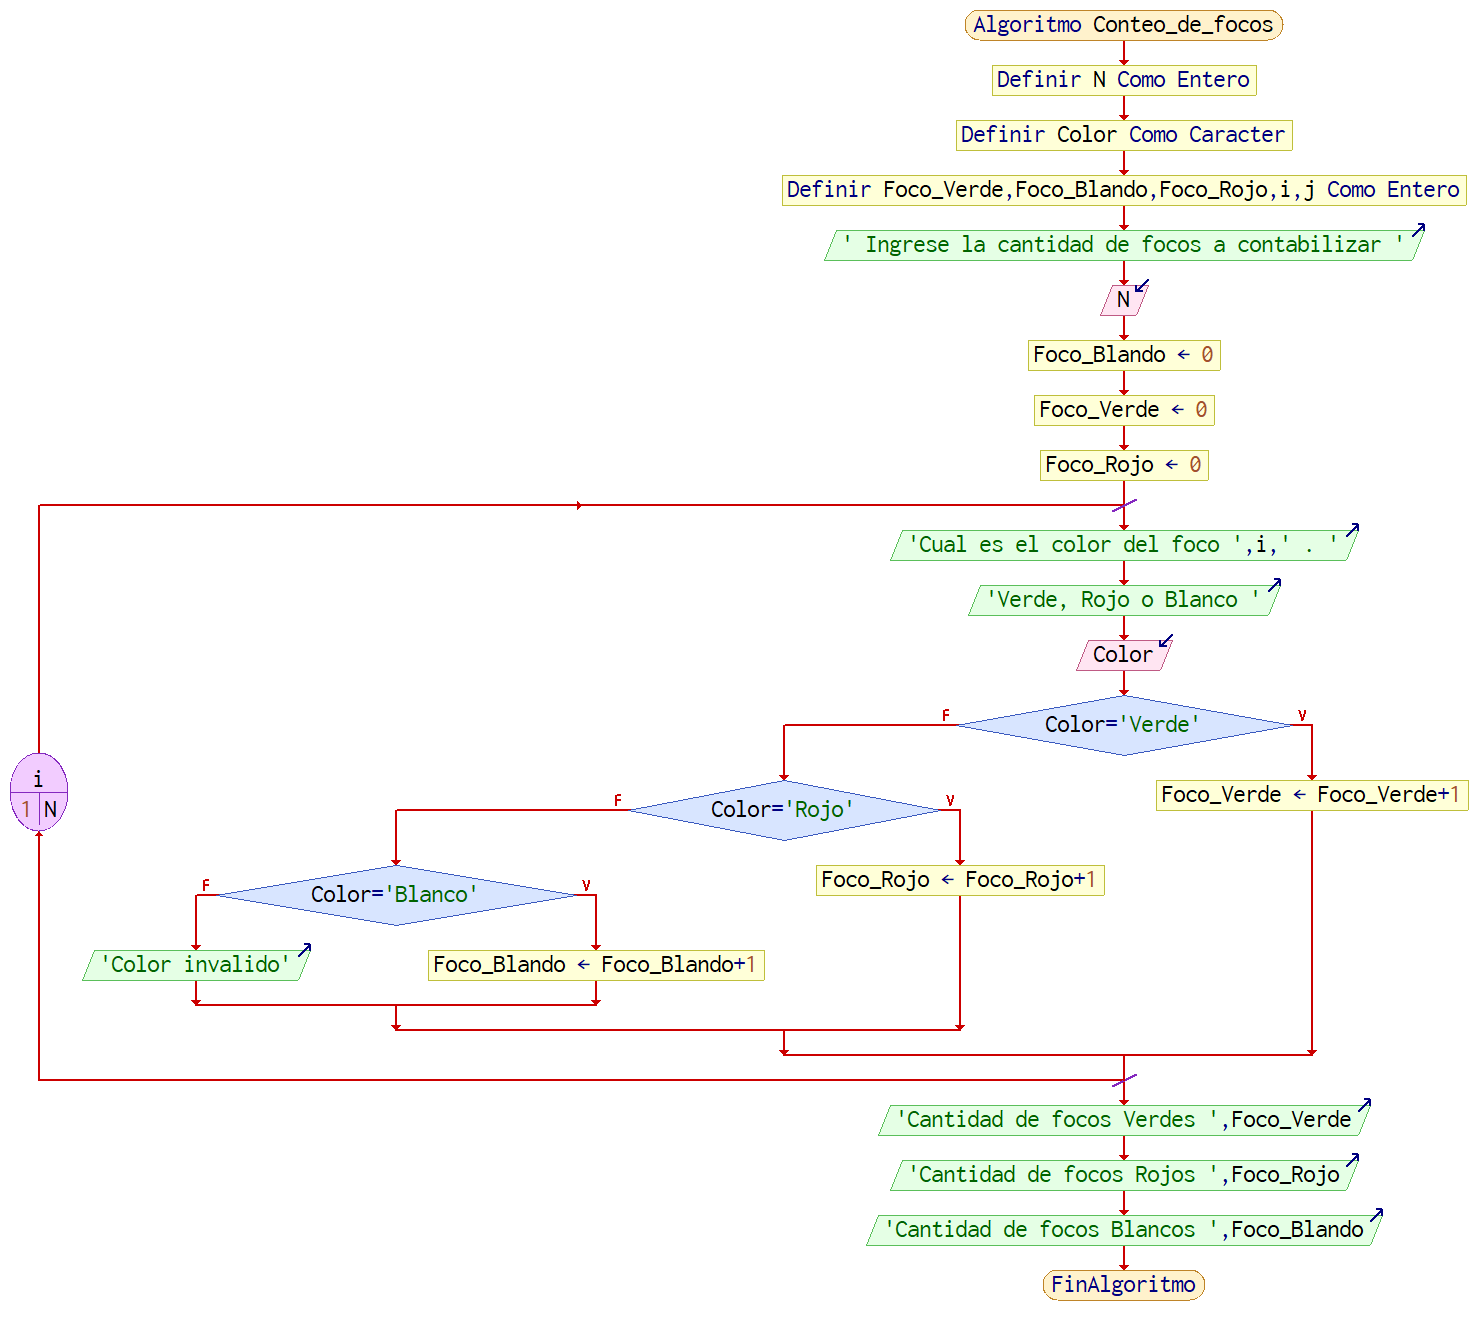 Algoritmo Conteo_de_focos
Definir N Como Entero
Definir Color Como Caracter
Definir Foco_Verde,Foco_Blando,Foco_Rojo,i,j Como Entero
' Ingrese la cantidad de focos a contabilizar '
N
Foco_Blando ← 0
Foco_Verde ← 0
Foco_Rojo ← 0
'Cual es el color del foco ',i,' . '
'Verde, Rojo o Blanco '
Color
F
V
Color='Verde'
i
1 N
F
V
Color='Rojo'
Foco_Verde ← Foco_Verde+1
F
V
Color='Blanco'
Foco_Rojo ← Foco_Rojo+1
'Color invalido'
Foco_Blando ← Foco_Blando+1
'Cantidad de focos Verdes ',Foco_Verde
'Cantidad de focos Rojos ',Foco_Rojo
'Cantidad de focos Blancos ',Foco_Blando
FinAlgoritmo